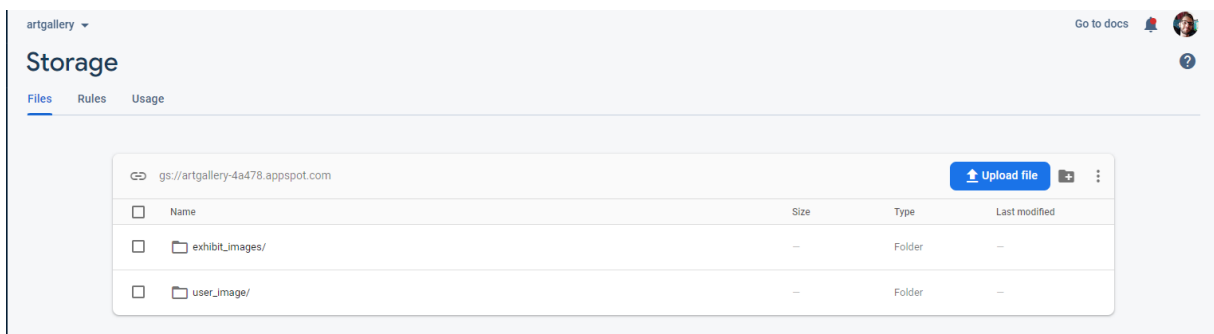 artgallery
Go to docs
Storage
?
Files Rules Usage
gs://artgallery-4a478.appspot.com
Upload file
Name Size Type Last modified
exhibit_images/ — Folder —
user_image/ — Folder —